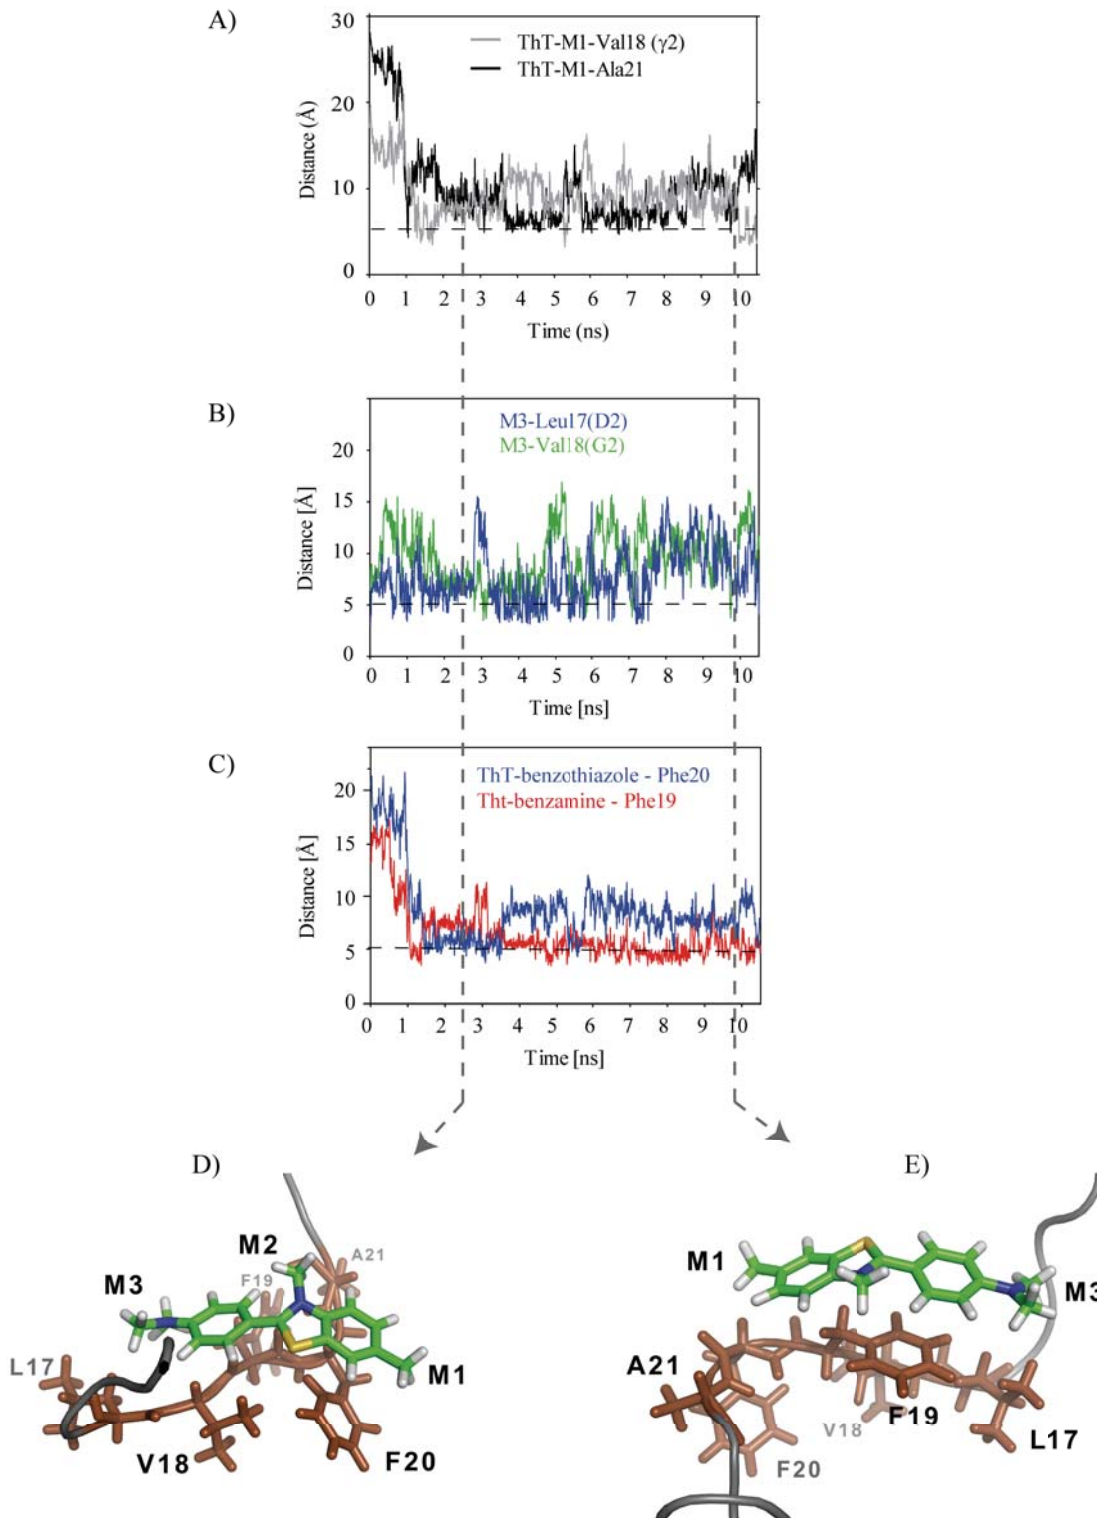 A)
30
20
10
0
Distance (Å)
ThT-M1-Val18 (γ2)
ThT-M1-Ala21
0 1 2 3 4 5 6 7 8 9 10
Time (ns)
B)
20
15
10
5
0
Distance [Å]
M3-Leu17(D2)
M3-Val18(G2)
0 1 2 3 4 5 6 7 8 9 10
Time [ns]
C)
20
15
10
5
0
Distance [Å]
ThT-benzothiazole - Phe20
Tht-benzamine - Phe19
0 1 2 3 4 5 6 7 8 9 10
Time [ns]
D)
M2
A21
F19
M3
L17
M1
V18
F20
E)
M1
M3
A21
F19
V18
L17
F20